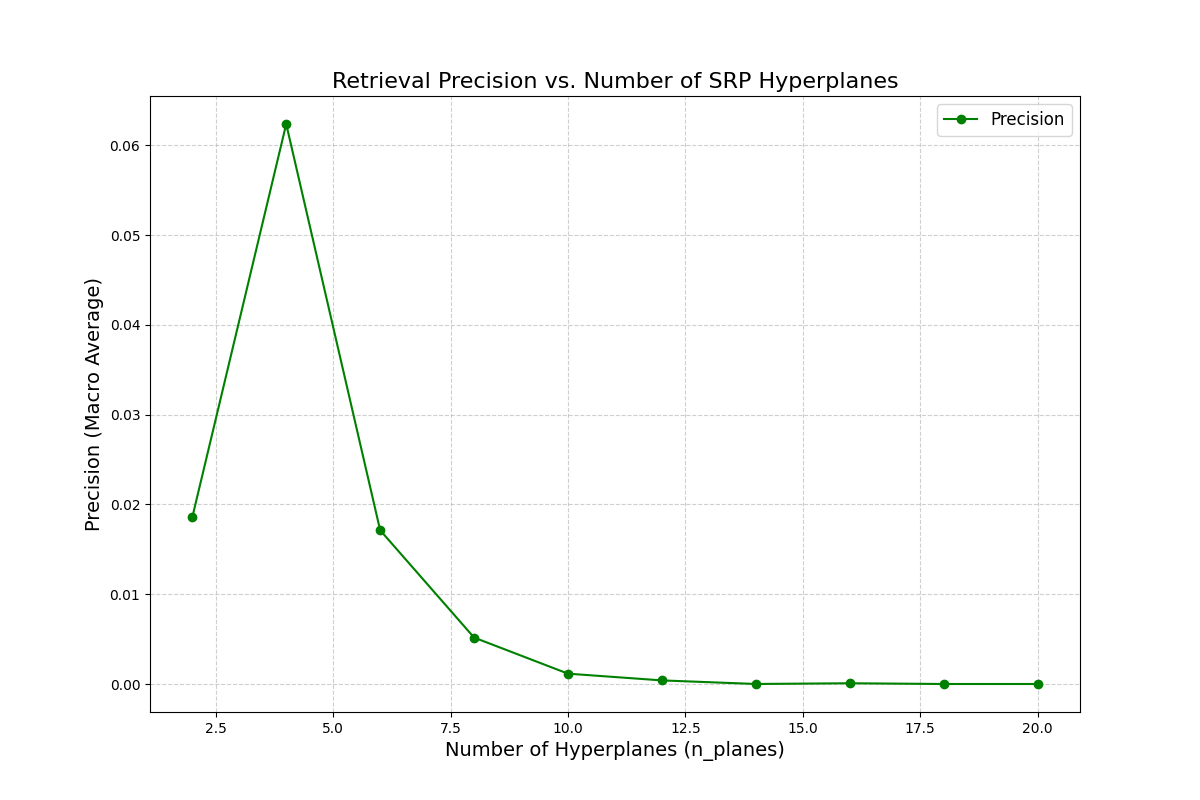 Retrieval Precision vs. Number of SRP Hyperplanes
Precision
Precision (Macro Average)
0.06
0.05
0.04
0.03
0.02
0.01
0.00
2.5 5.0 7.5 10.0 12.5 15.0 17.5 20.0
Number of Hyperplanes (n_planes)